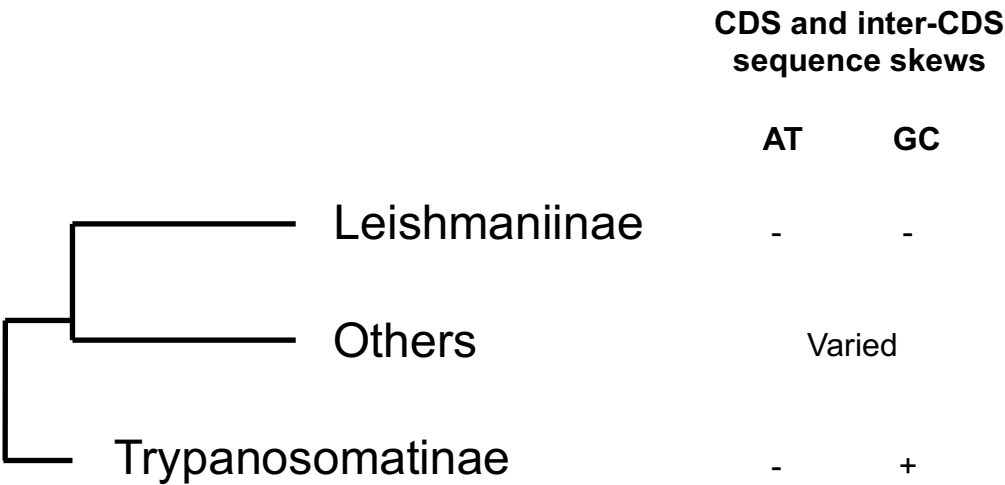 CDS and inter-CDS
sequence skews
AT GC
Leishmaniinae - -
Others Varied
Trypanosomatinae - +